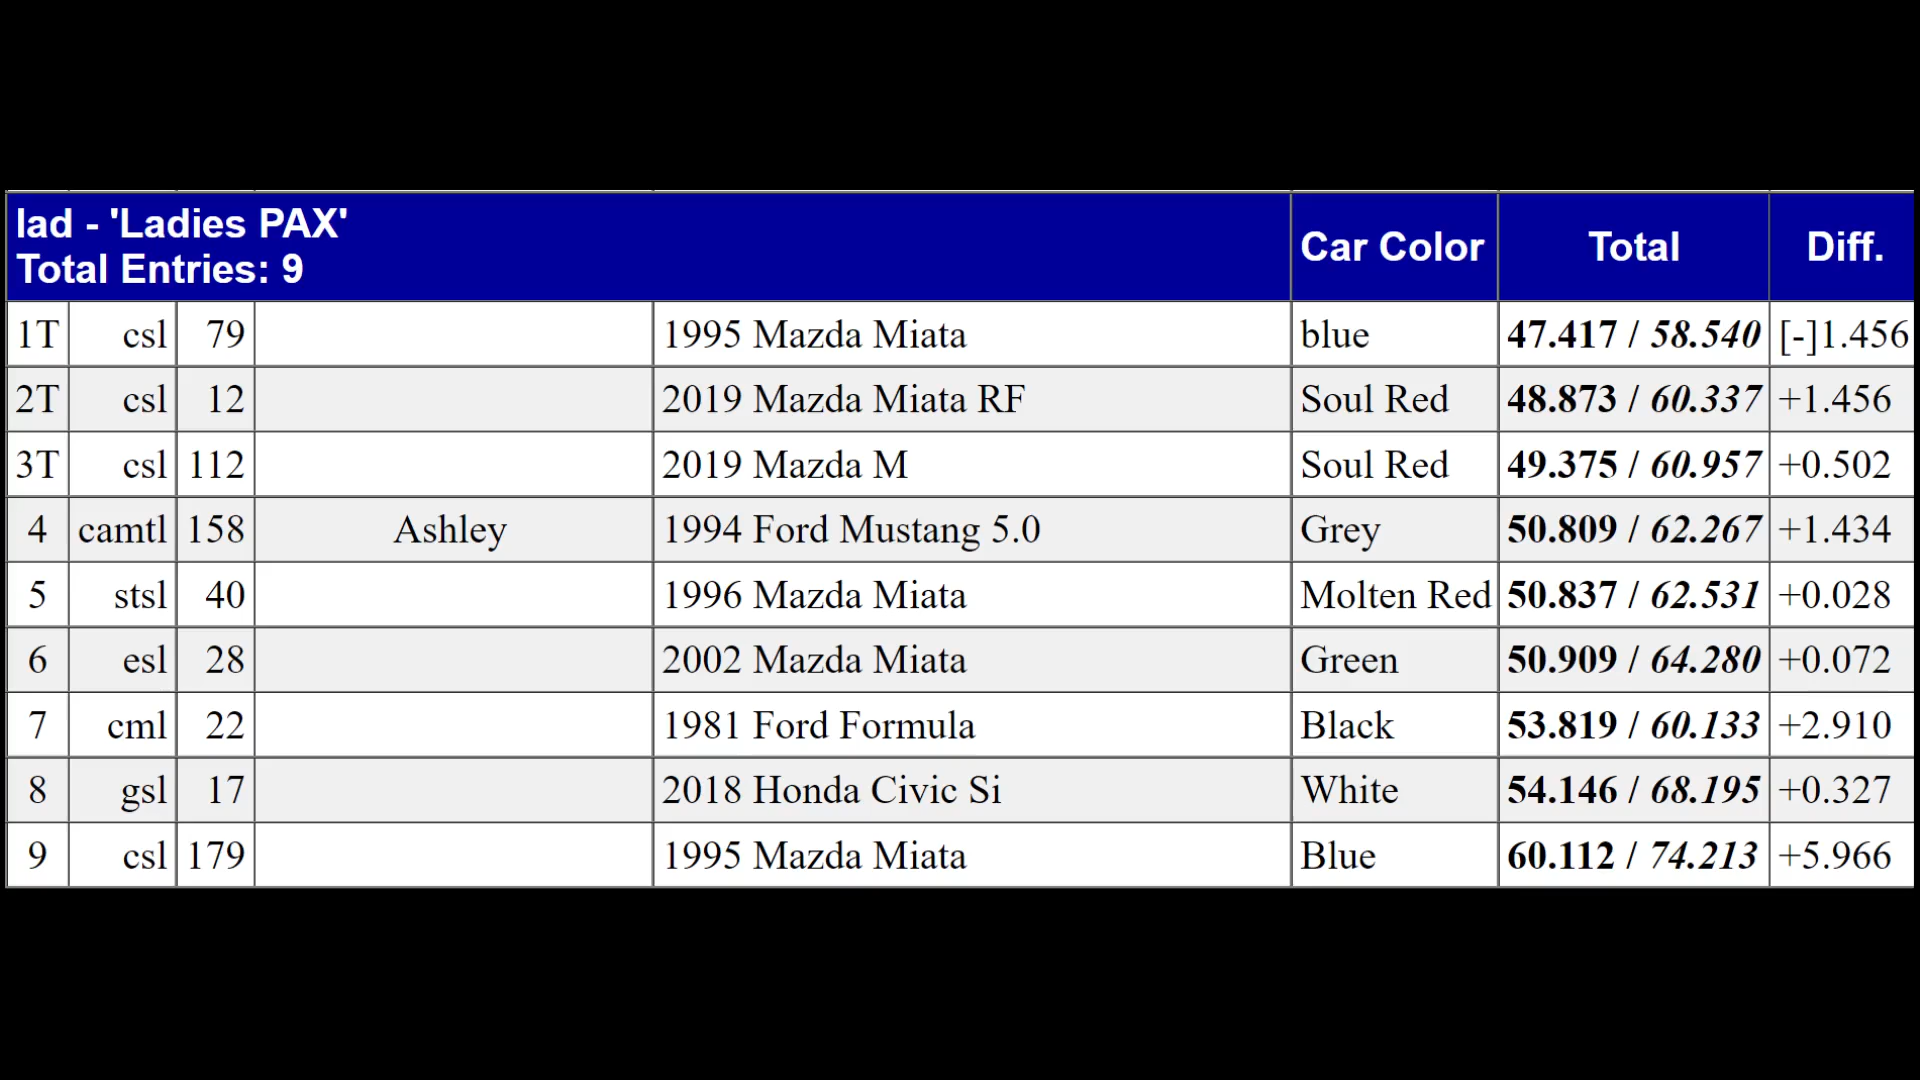 lad - 'Ladies PAX'
Total Entries: 9
Car Color Total Diff.
1T csl 79 1995 Mazda Miata blue 47.417 / 58.540 [-]1.456
2T csl 12 2019 Mazda Miata RF Soul Red 48.873 / 60.337 +1.456
3T csl 112 2019 Mazda M Soul Red 49.375 / 60.957 +0.502
4 camtl 158 Ashley 1994 Ford Mustang 5.0 Grey 50.809 / 62.267 +1.434
5 stsl 40 1996 Mazda Miata Molten Red 50.837 / 62.531 +0.028
6 esl 28 2002 Mazda Miata Green 50.909 / 64.280 +0.072
7 cml 22 1981 Ford Formula Black 53.819 / 60.133 +2.910
8 gsl 17 2018 Honda Civic Si White 54.146 / 68.195 +0.327
9 csl 179 1995 Mazda Miata Blue 60.112 / 74.213 +5.966